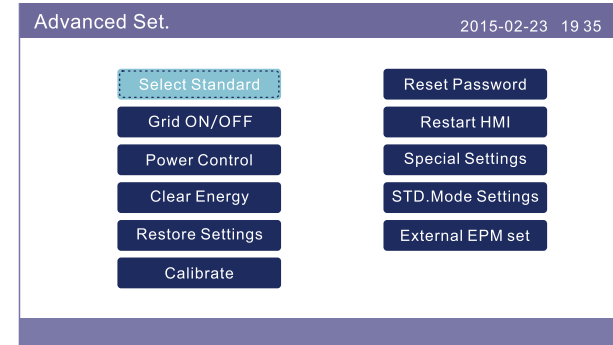 Advanced Set.
2015-02-23 19 35
Select Standard
Grid ON/OFF
Power Control
Clear Energy
Restore Settings
Calibrate
Reset Password
Restart HMI
Special Settings
STD.Mode Settings
External EPM set